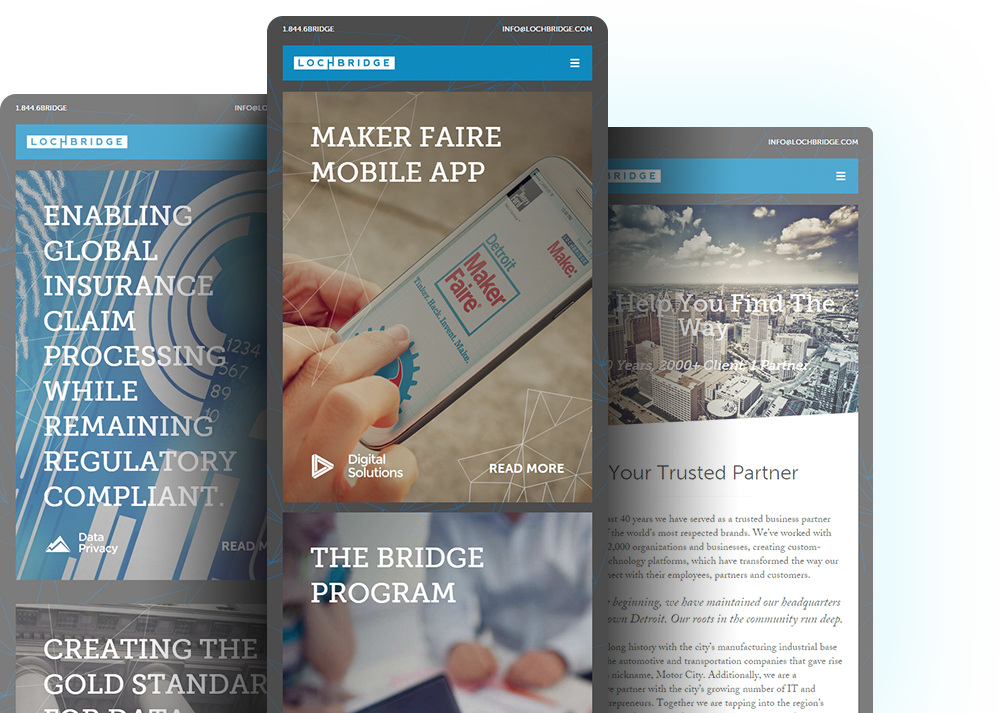 1.844.6BRIDGE
INFO@LOC
LOCHBRIDGE
ENABLING
GLOBAL
INSURANCE
CLAIM
PROCESSING
WHILE
REMAINING
REGULATORY
COMPLIANT.
1234
567
89
10
Data
Privacy
READ M
CREATING THE
GOLD STANDAR
FOR DATA
1.844.6BRIDGE
INFO@LOCHBRIDGE.COM
LOCHBRIDGE
MAKER FAIRE
MOBILE APP
Make:
Detroit
Maker
Faire
Tinker. Hack. Invent. Make.
Digital
Solutions
READ MORE
THE BRIDGE
PROGRAM
INFO@LOCHBRIDGE.COM
BRIDGE
Help You Find The
Way
0 Years, 2000+ Client, 1 Partner.
Your Trusted Partner
ast 40 years we have served as a trusted business partner
f the world's most respected brands. We've worked with
2,000 organizations and businesses, creating custom-
chnology platforms, which have transformed the way our
nect with their employees, partners and customers.
beginning, we have maintained our headquarters
own Detroit. Our roots in the community run deep.
long history with the city's manufacturing industrial base
he automotive and transportation companies that gave rise
nickname, Motor City. Additionally, we are a
e partner with the city's growing number of IT and
repreneurs. Together we are tapping into the region's